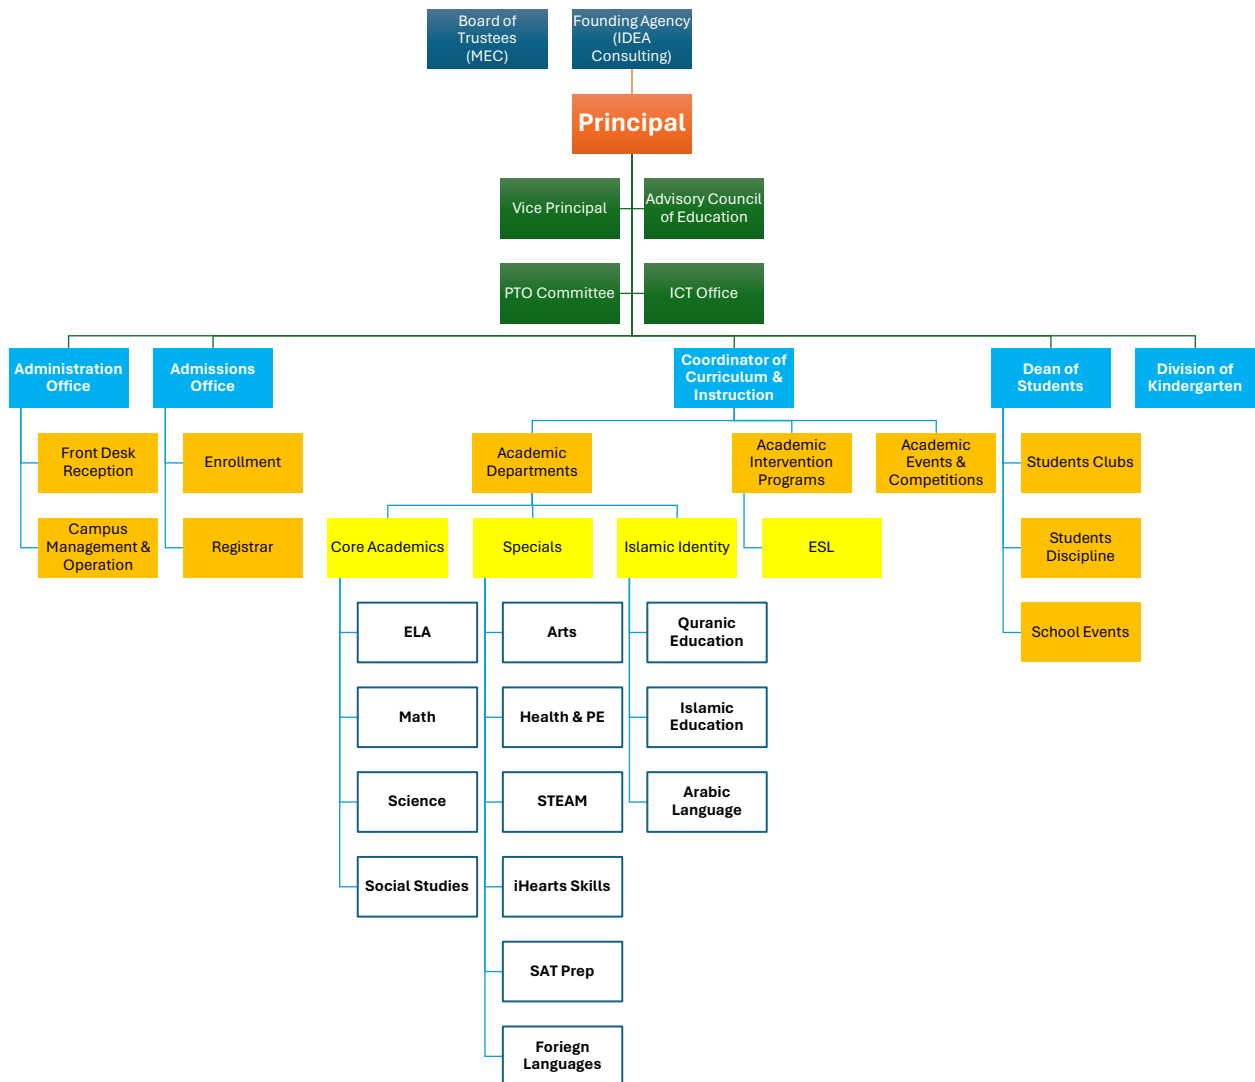 Board of
Trustees
(MEC)
Founding Agency
(IDEA
Consulting)
Principal
Vice Principal
Advisory Council
of Education
PTO Committee
ICT Office
Administration
Office
Admissions
Office
Coordinator of
Curriculum &
Instruction
Dean of
Students
Division of
Kindergarten
Front Desk
Reception
Enrollment
Academic
Departments
Academic
Intervention
Programs
Academic
Events &
Competitions
Students Clubs
Campus
Management &
Operation
Registrar
Core Academics
Specials
Islamic Identity
ESL
Students
Discipline
ELA
Arts
Quranic
Education
School Events
Math
Health & PE
Islamic
Education
Science
STEAM
Arabic
Language
Social Studies
iHearts Skills
SAT Prep
Foriegn
Languages